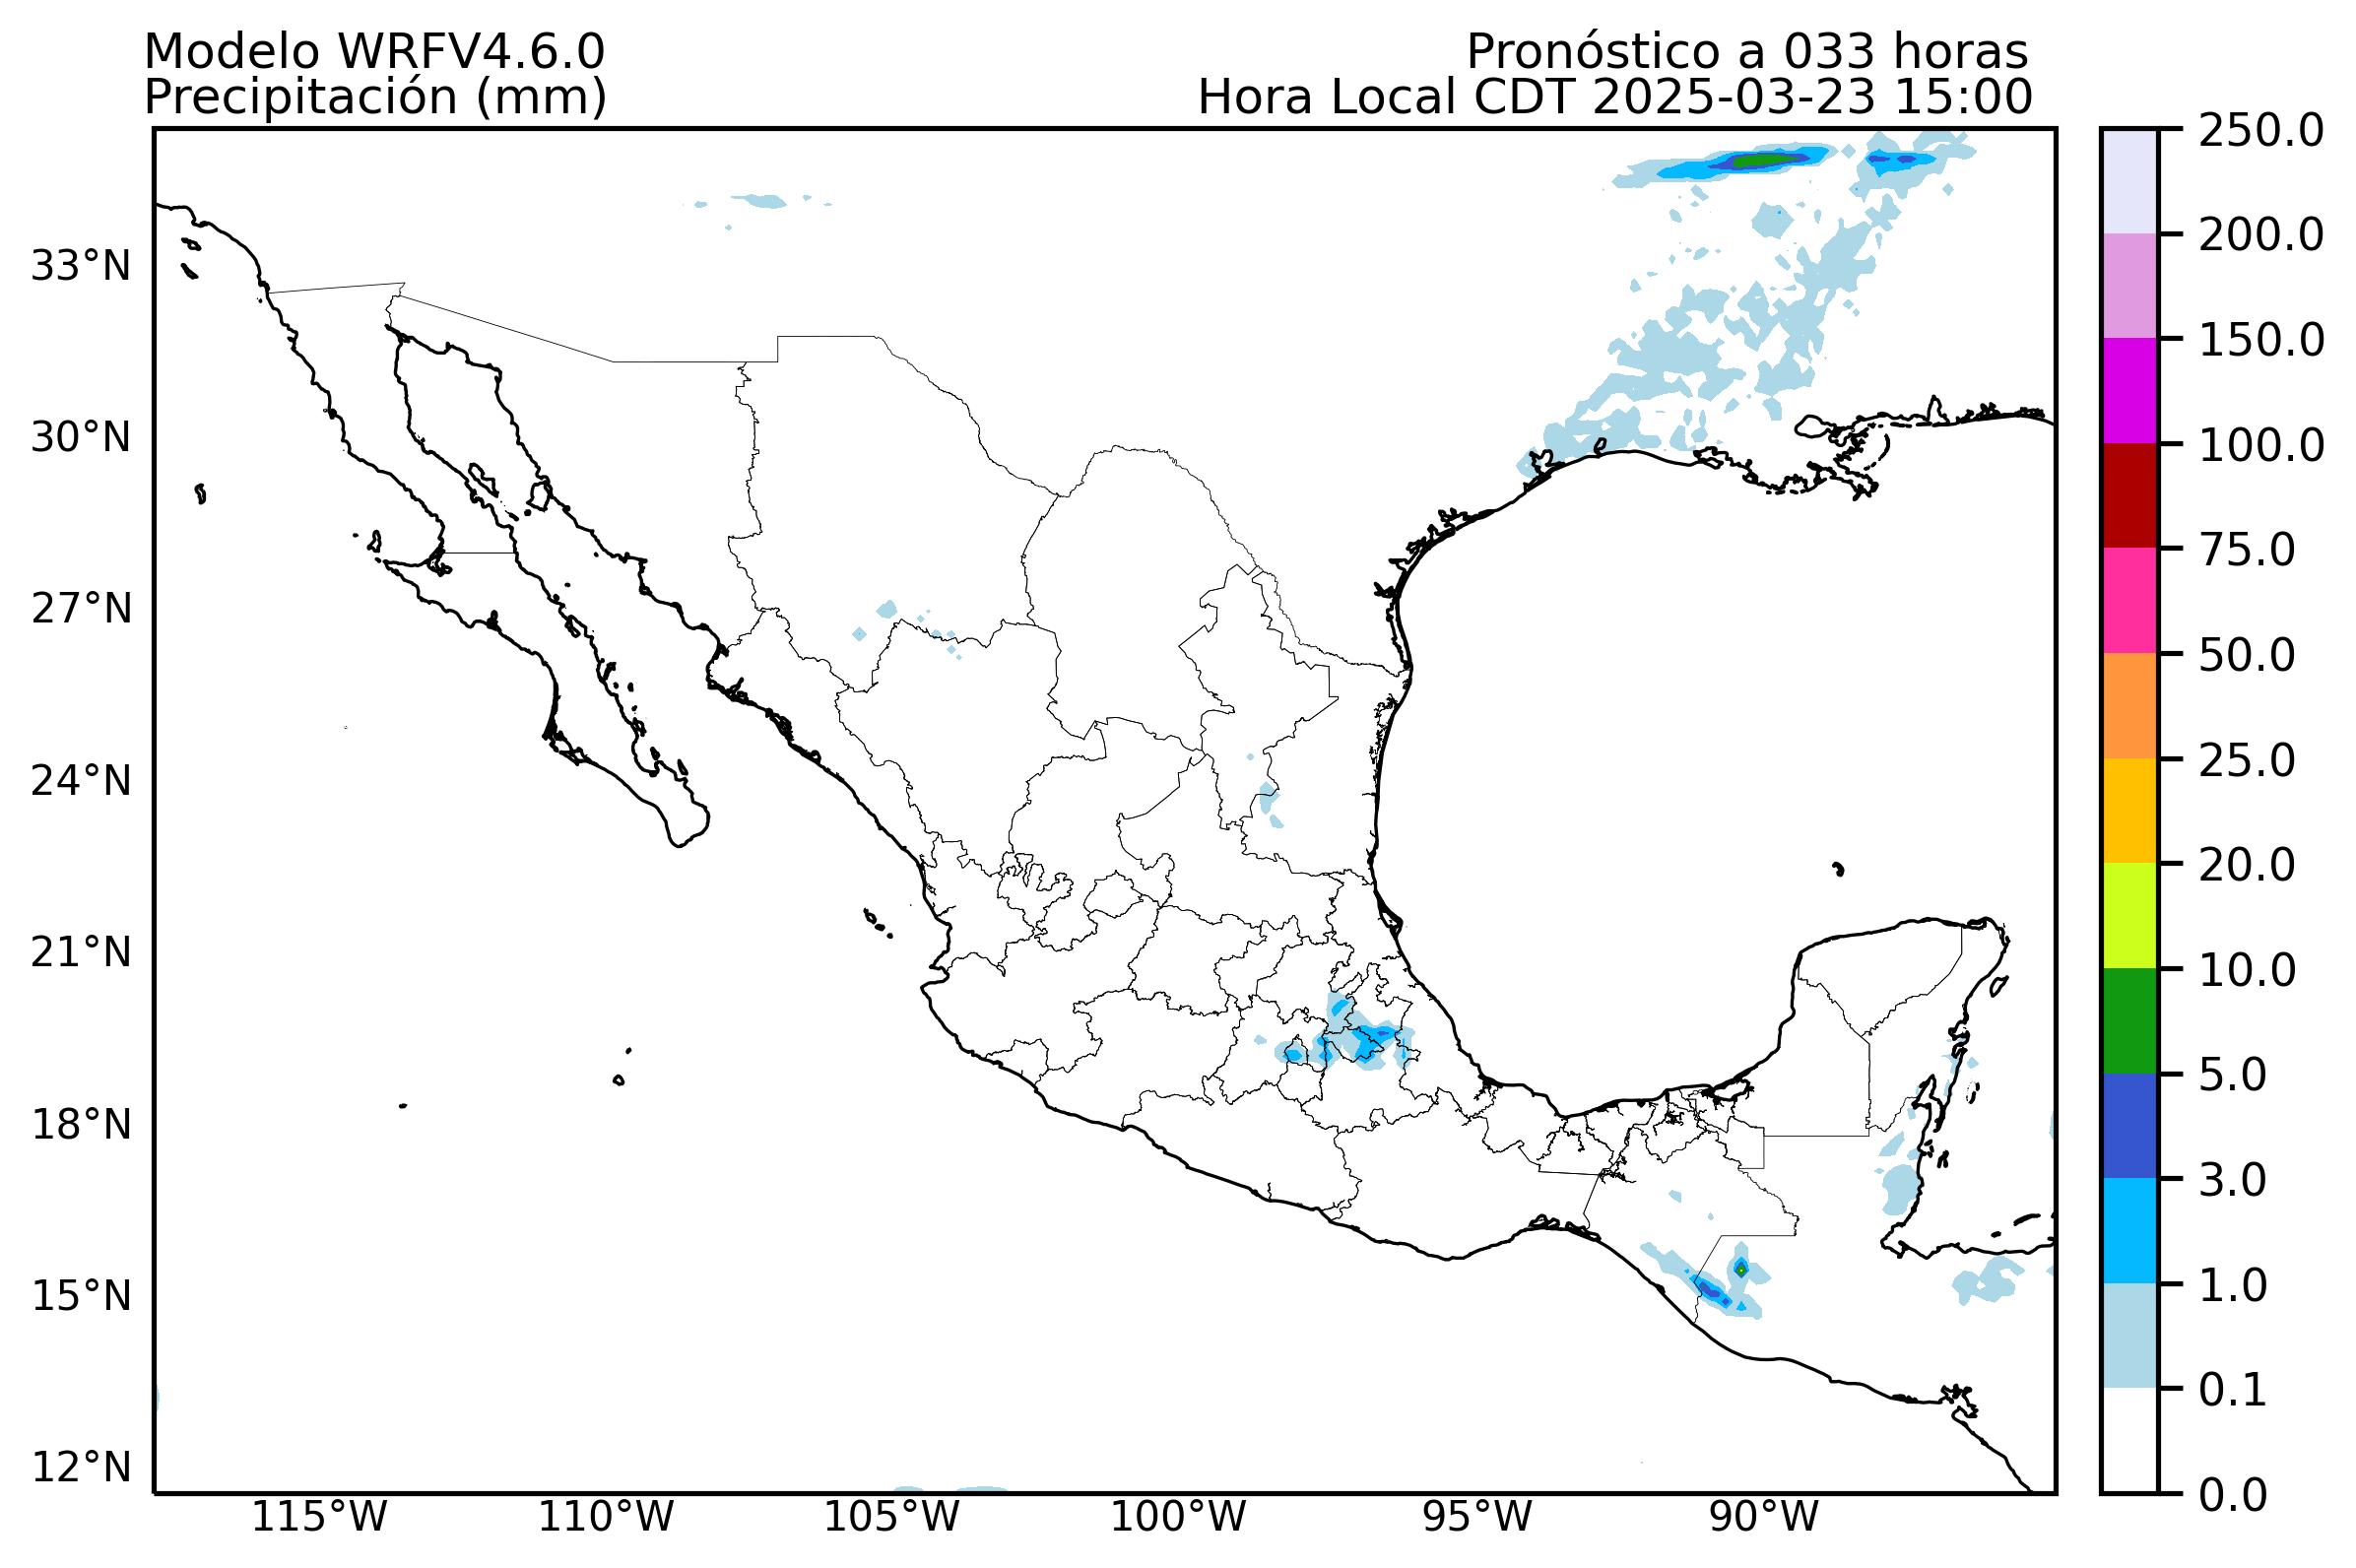 Modelo WRFV4.6.0
Precipitación (mm)
Pronóstico a 033 horas
Hora Local CDT 2025-03-23 15:00
33°N
30°N
27°N
24°N
21°N
18°N
15°N
12°N
115°W
110°W
105°W
100°W
95°W
90°W
250.0
200.0
150.0
100.0
75.0
50.0
25.0
20.0
10.0
5.0
3.0
1.0
0.1
0.0